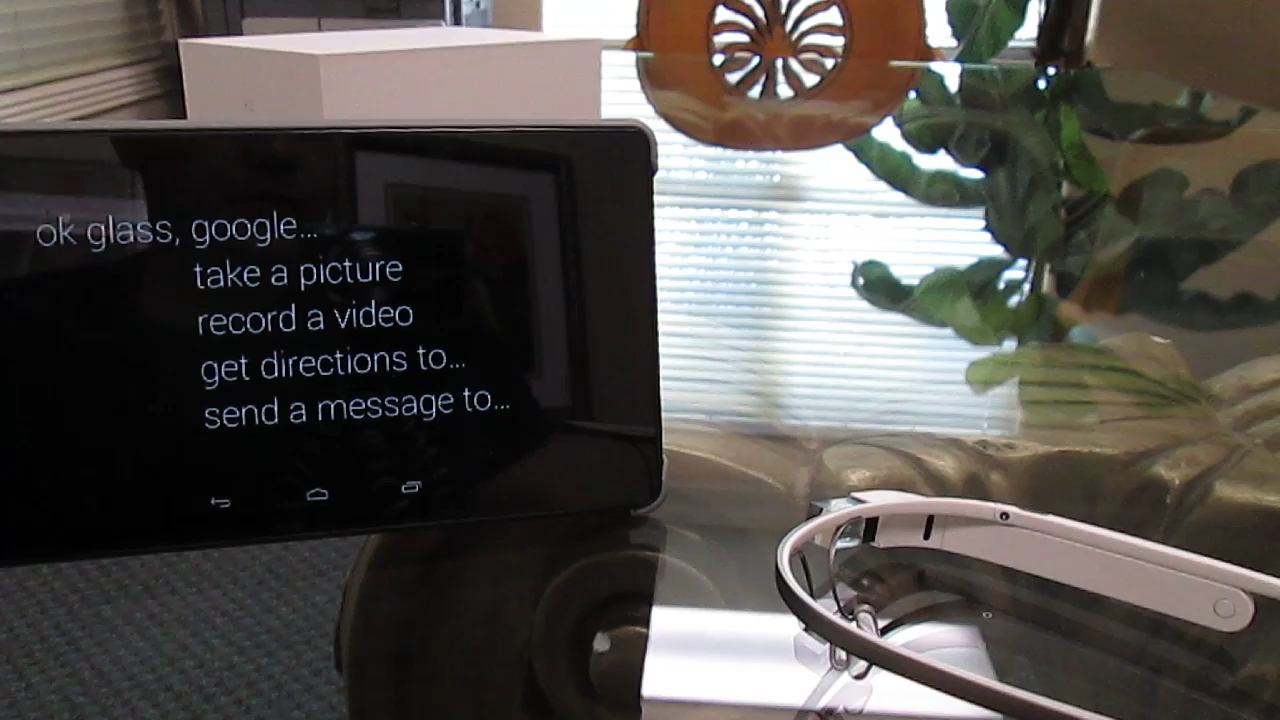 ok glass, google...
take a picture
record a video
get directions to...
send a message to...